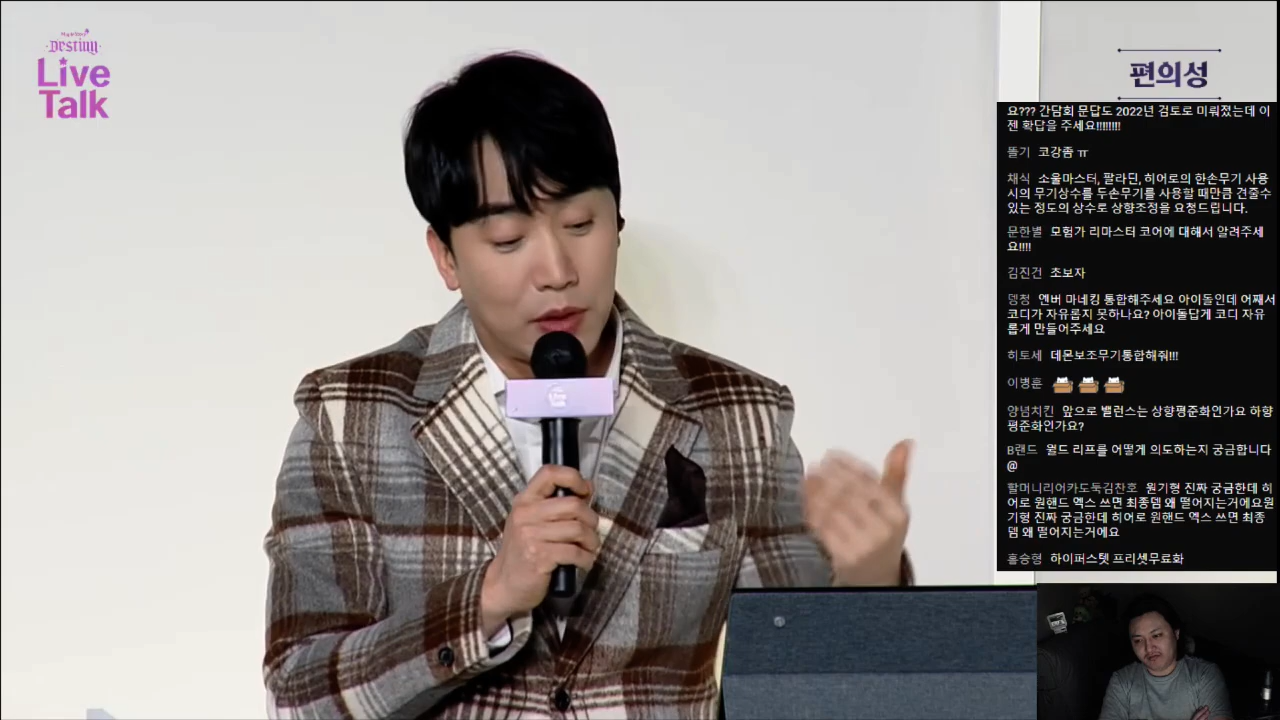 MapleStory
DESTINY
Live
Talk
편의성
요??? 간담회 문답도 2022년 검토로 미뤄졌는데 이
젠 확답을 주세요!!!!!!!!
똘기 코강좀 ㅠ
채식 소울마스터, 팔라딘, 히어로의 한손무기 사용
시의 무기상수를 두손무기를 사용할 때만큼 견줄수
있는 정도의 상수로 상향조정을 요청드립니다.
문한별 모험가 리마스터 코어에 대해서 알려주세
요!!!!
김진건 초보자
뎅청 엔버 마네킹 통합해주세요 아이돌인데 어째서
코디가 자유롭지 못하나요? 아이돌답게 코디 자유
롭게 만들어주세요
히토세 데몬보조무기통합해줘!!!
이병훈
양념치킨 앞으로 밸런스는 상향평준화인가요 하향
평준화인가요?
B랜드 월드 리프를 어떻게 의도하는지 궁금합니다
@
할머니리어카도둑김찬호 원기형 진짜 궁금한데 히
어로 원핸드 엑스 쓰면 최종뎀 왜 떨어지는거에요원
기형 진짜 궁금한데 히어로 원핸드 엑스 쓰면 최종
뎀 왜 떨어지는거에요
홍승형 하이퍼스텟 프리셋무료화
Live
Talk